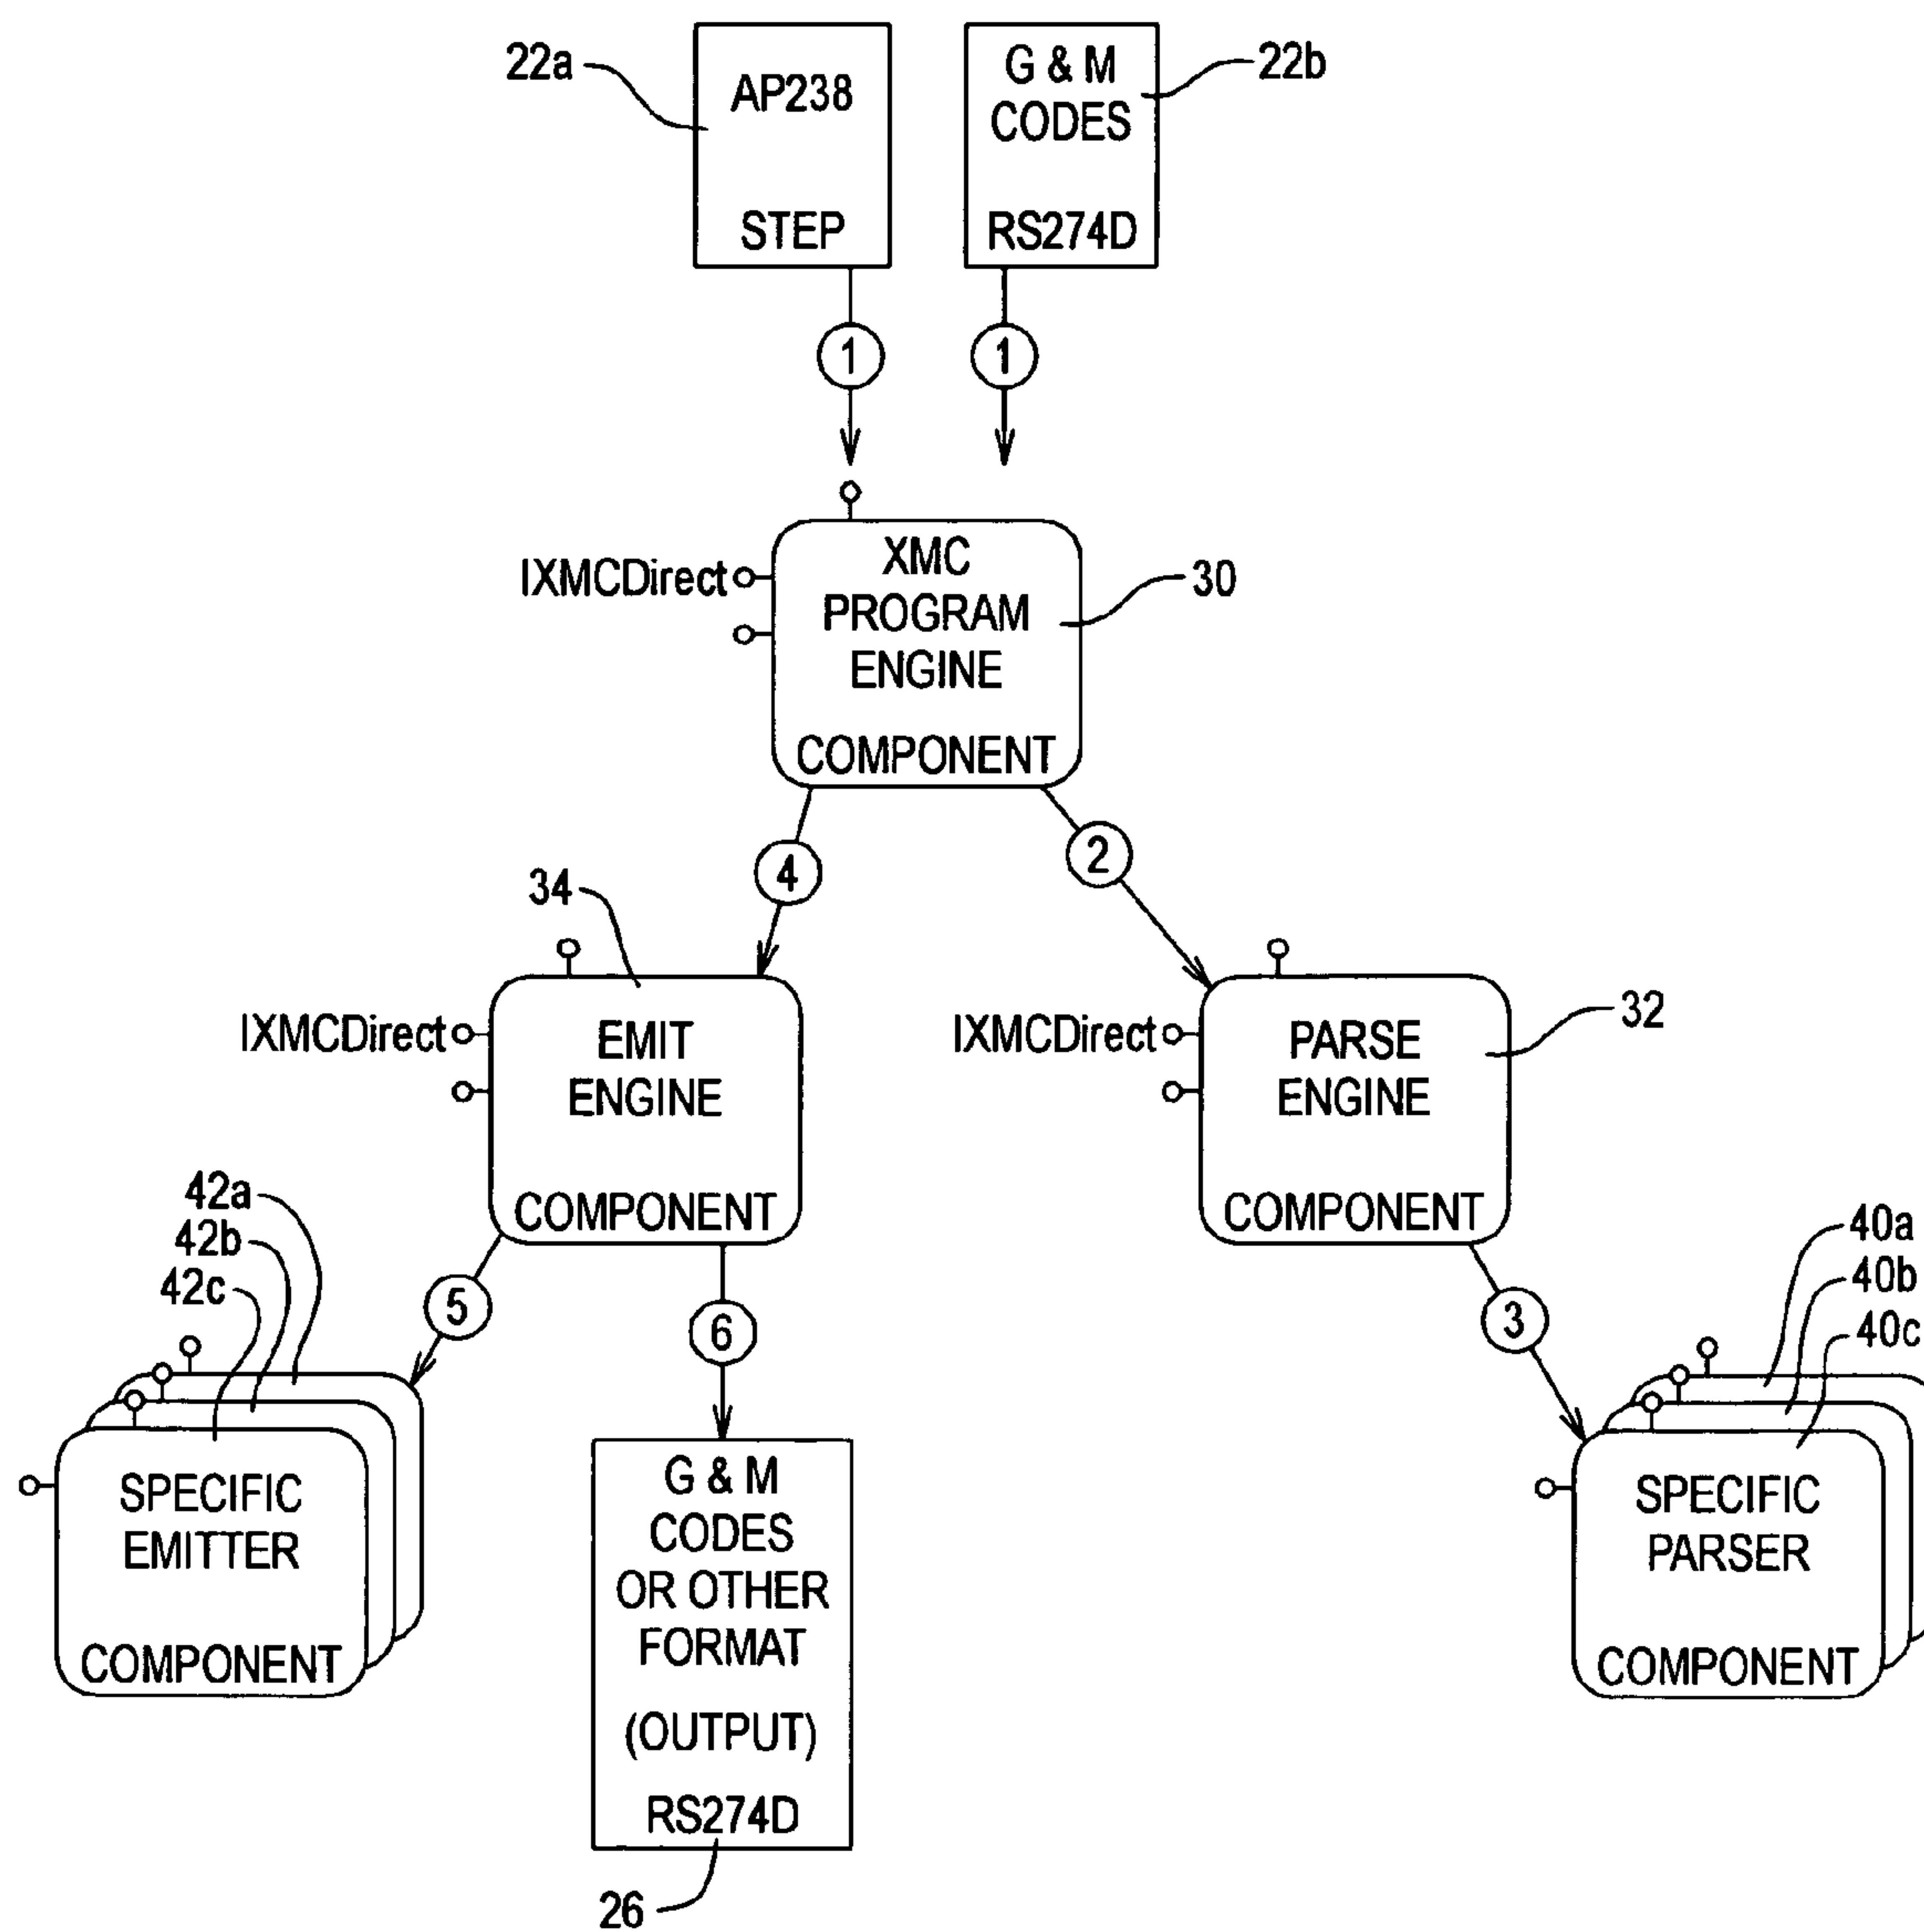 22a
AP238
STEP
G & M
CODES
RS274D
22b
1
1
IXMCDirect
XMC
PROGRAM
ENGINE
COMPONENT
30
4
2
34
IXMCDirect
EMIT
ENGINE
COMPONENT
IXMCDirect
PARSE
ENGINE
COMPONENT
32
42a
42b
42c
5
6
3
40a
40b
40c
SPECIFIC
EMITTER
COMPONENT
G & M
CODES
OR OTHER
FORMAT
(OUTPUT)
RS274D
26
SPECIFIC
PARSER
COMPONENT